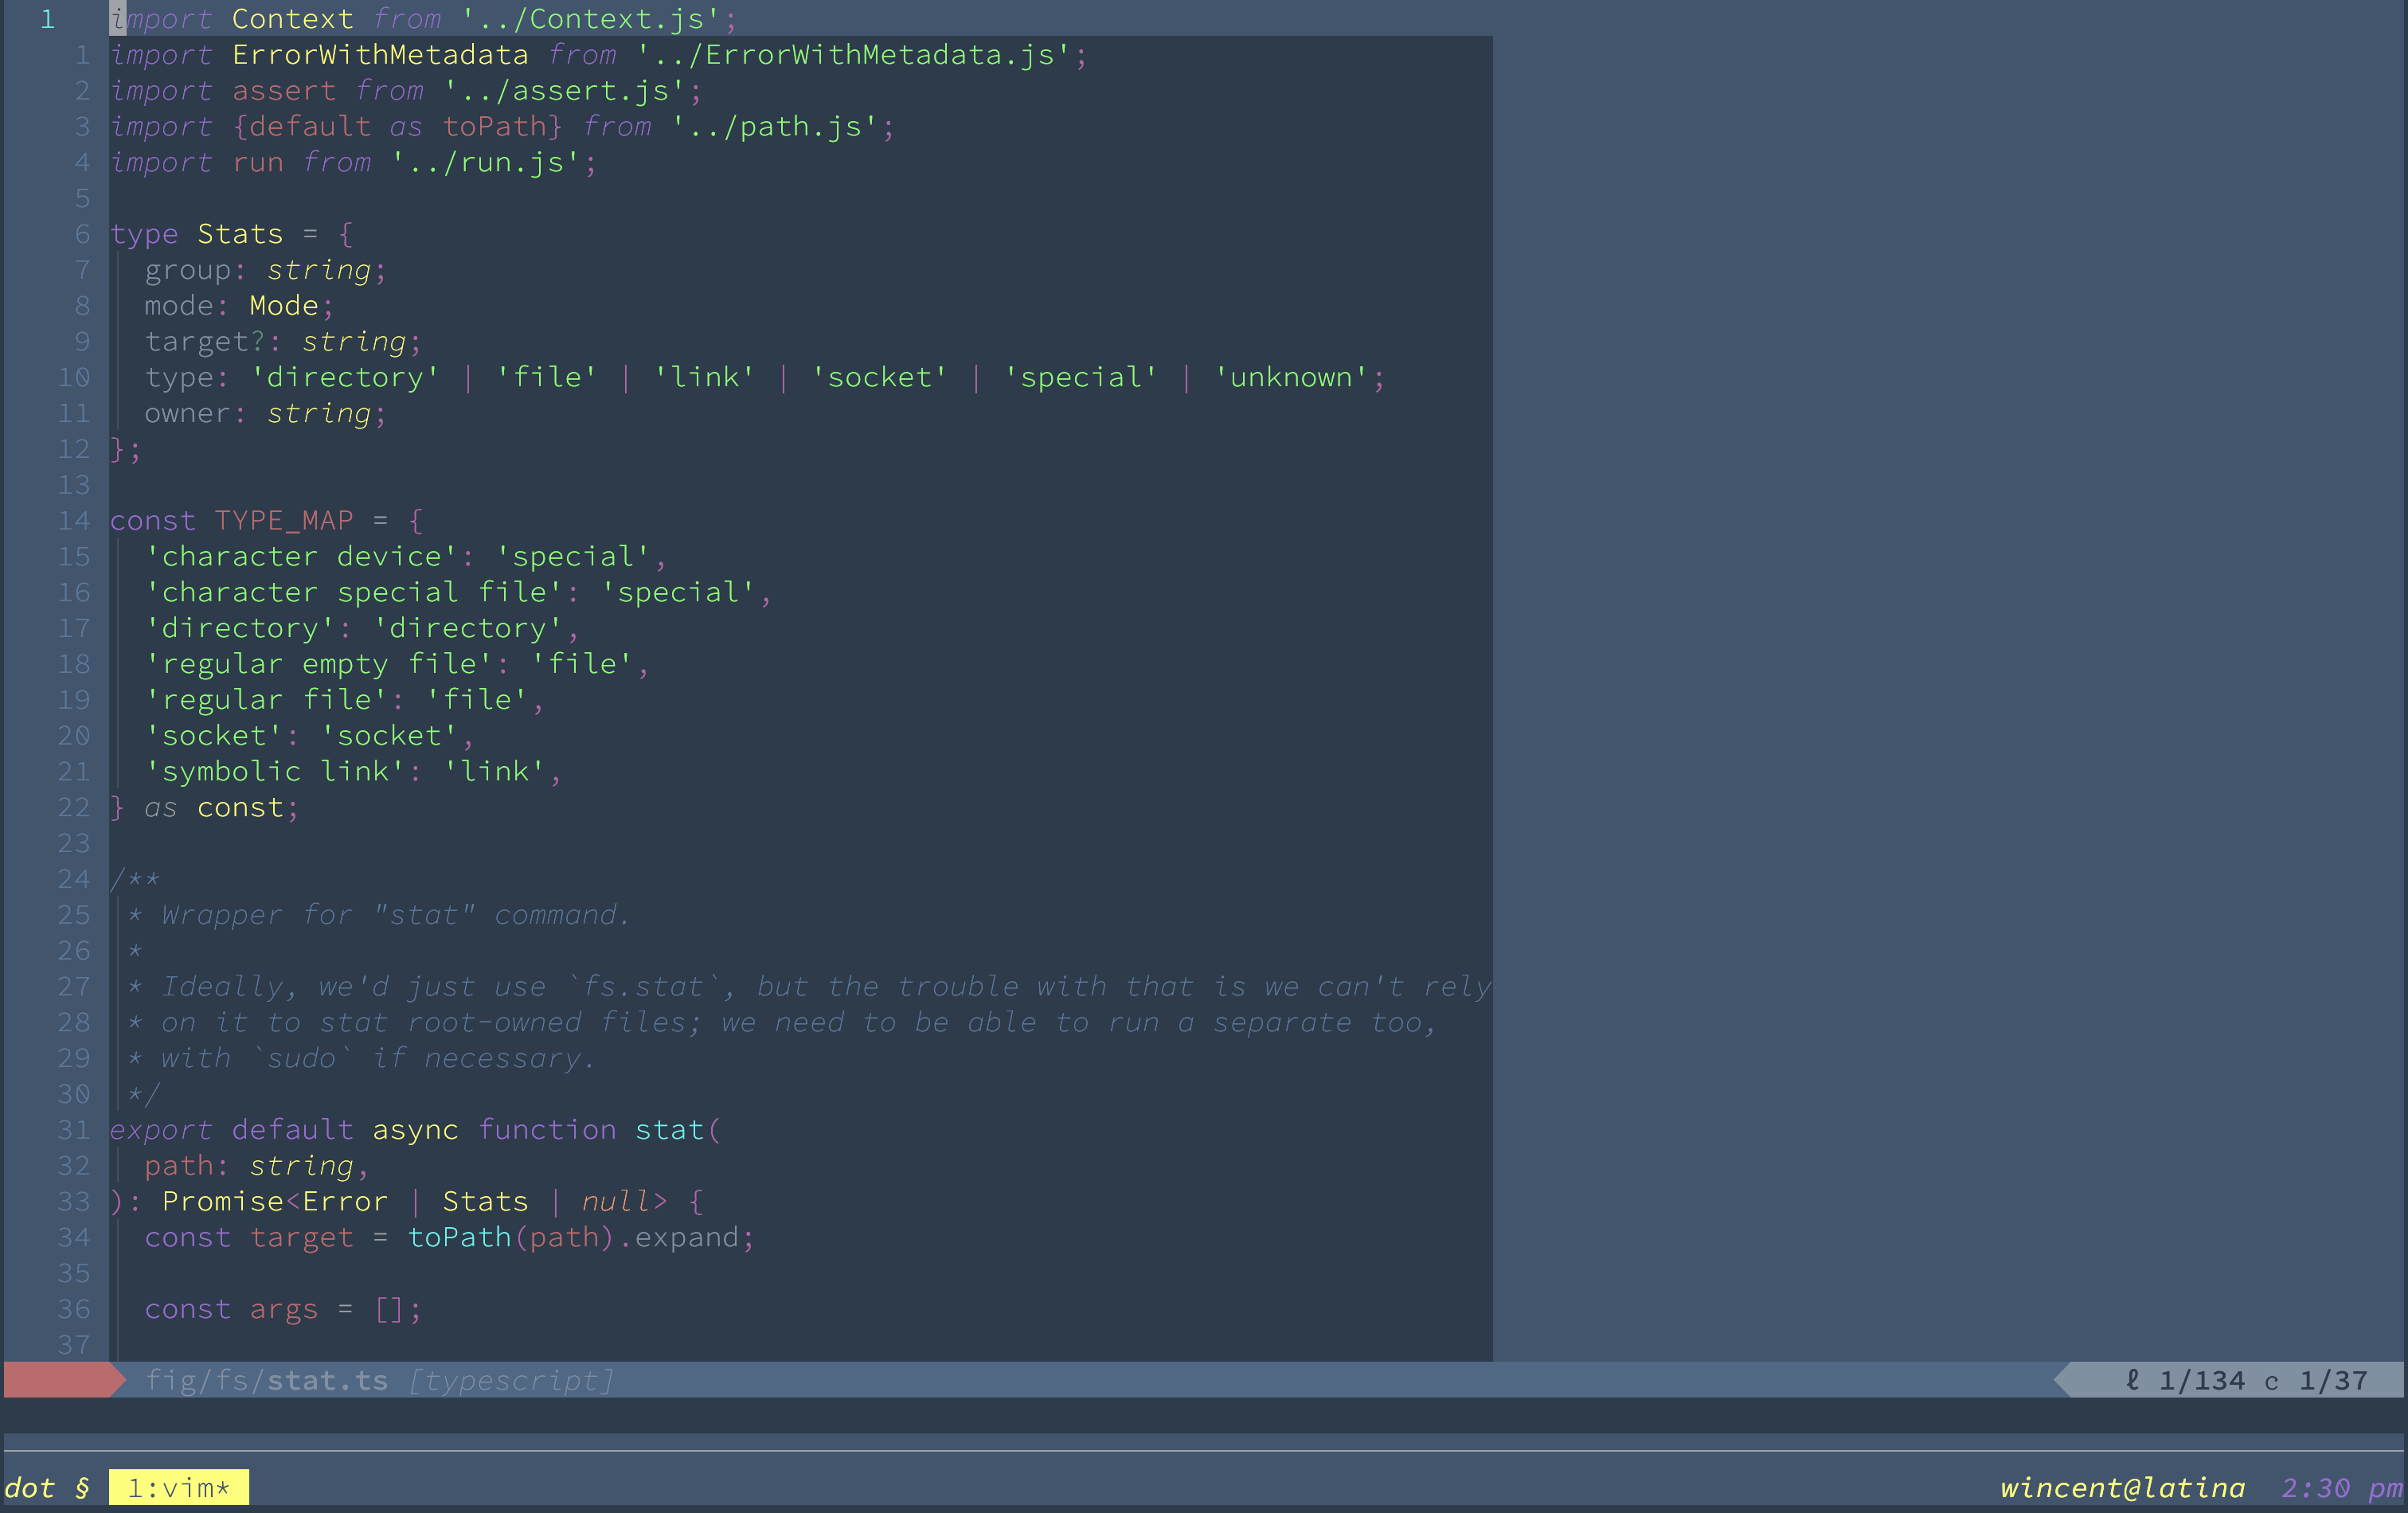 1 import Context from '../Context.js';
1 import ErrorWithMetadata from '../ErrorWithMetadata.js';
2 import assert from '../assert.js';
3 import {default as toPath} from '../path.js';
4 import run from '../run.js';
5
6 type Stats = {
7 group: string;
8 mode: Mode;
9 target?: string;
10 type: 'directory' | 'file' | 'link' | 'socket' | 'special' | 'unknown';
11 owner: string;
12 };
13
14 const TYPE_MAP = {
15 'character device': 'special',
16 'character special file': 'special',
17 'directory': 'directory',
18 'regular empty file': 'file',
19 'regular file': 'file',
20 'socket': 'socket',
21 'symbolic link': 'link',
22 } as const;
23
24 /**
25 * Wrapper for "stat" command.
26 *
27 * Ideally, we'd just use `fs.stat`, but the trouble with that is we can't rely
28 * on it to stat root-owned files; we need to be able to run a separate too,
29 * with `sudo` if necessary.
30 */
31 export default async function stat(
32 path: string,
33 ): Promise<Error | Stats | null> {
34 const target = toPath(path).expand;
35
36 const args = [];
37
fig/fs/stat.ts [typescript] ℓ 1/134 c 1/37
dot § 1:vim* wincent@latina 2:30 pm